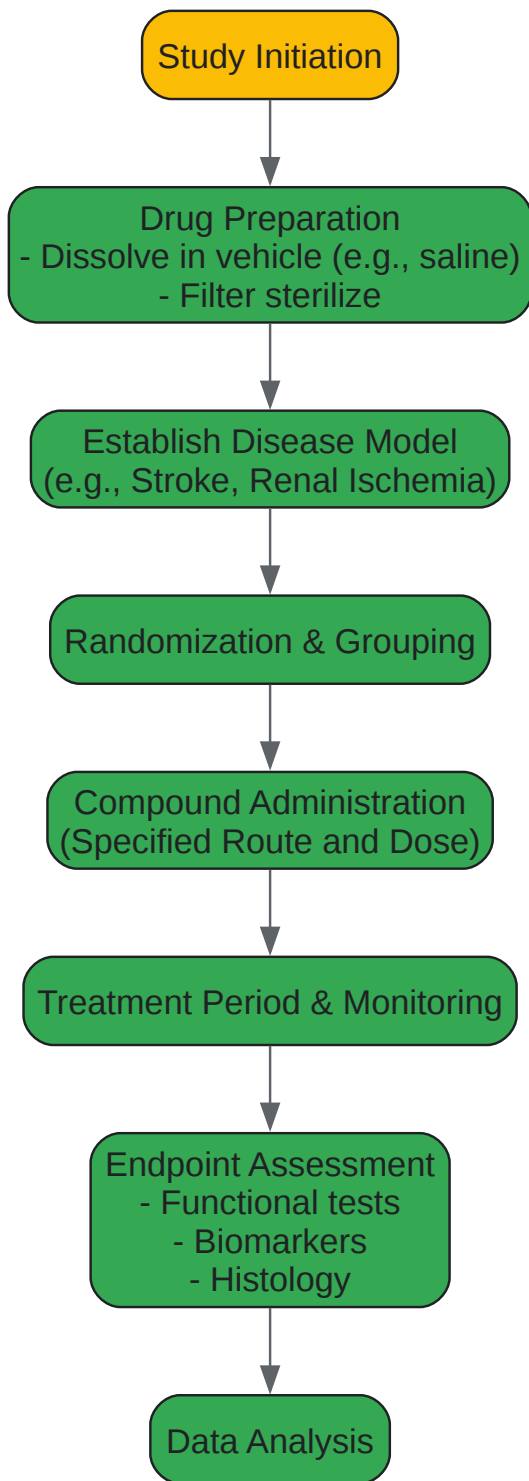 Study Initiation
Drug Preparation
- Dissolve in vehicle (e.g., saline)
- Filter sterilize
Establish Disease Model
(e.g., Stroke, Renal Ischemia)
Randomization & Grouping
Compound Administration
(Specified Route and Dose)
Treatment Period & Monitoring
Endpoint Assessment
- Functional tests
- Biomarkers
- Histology
Data Analysis